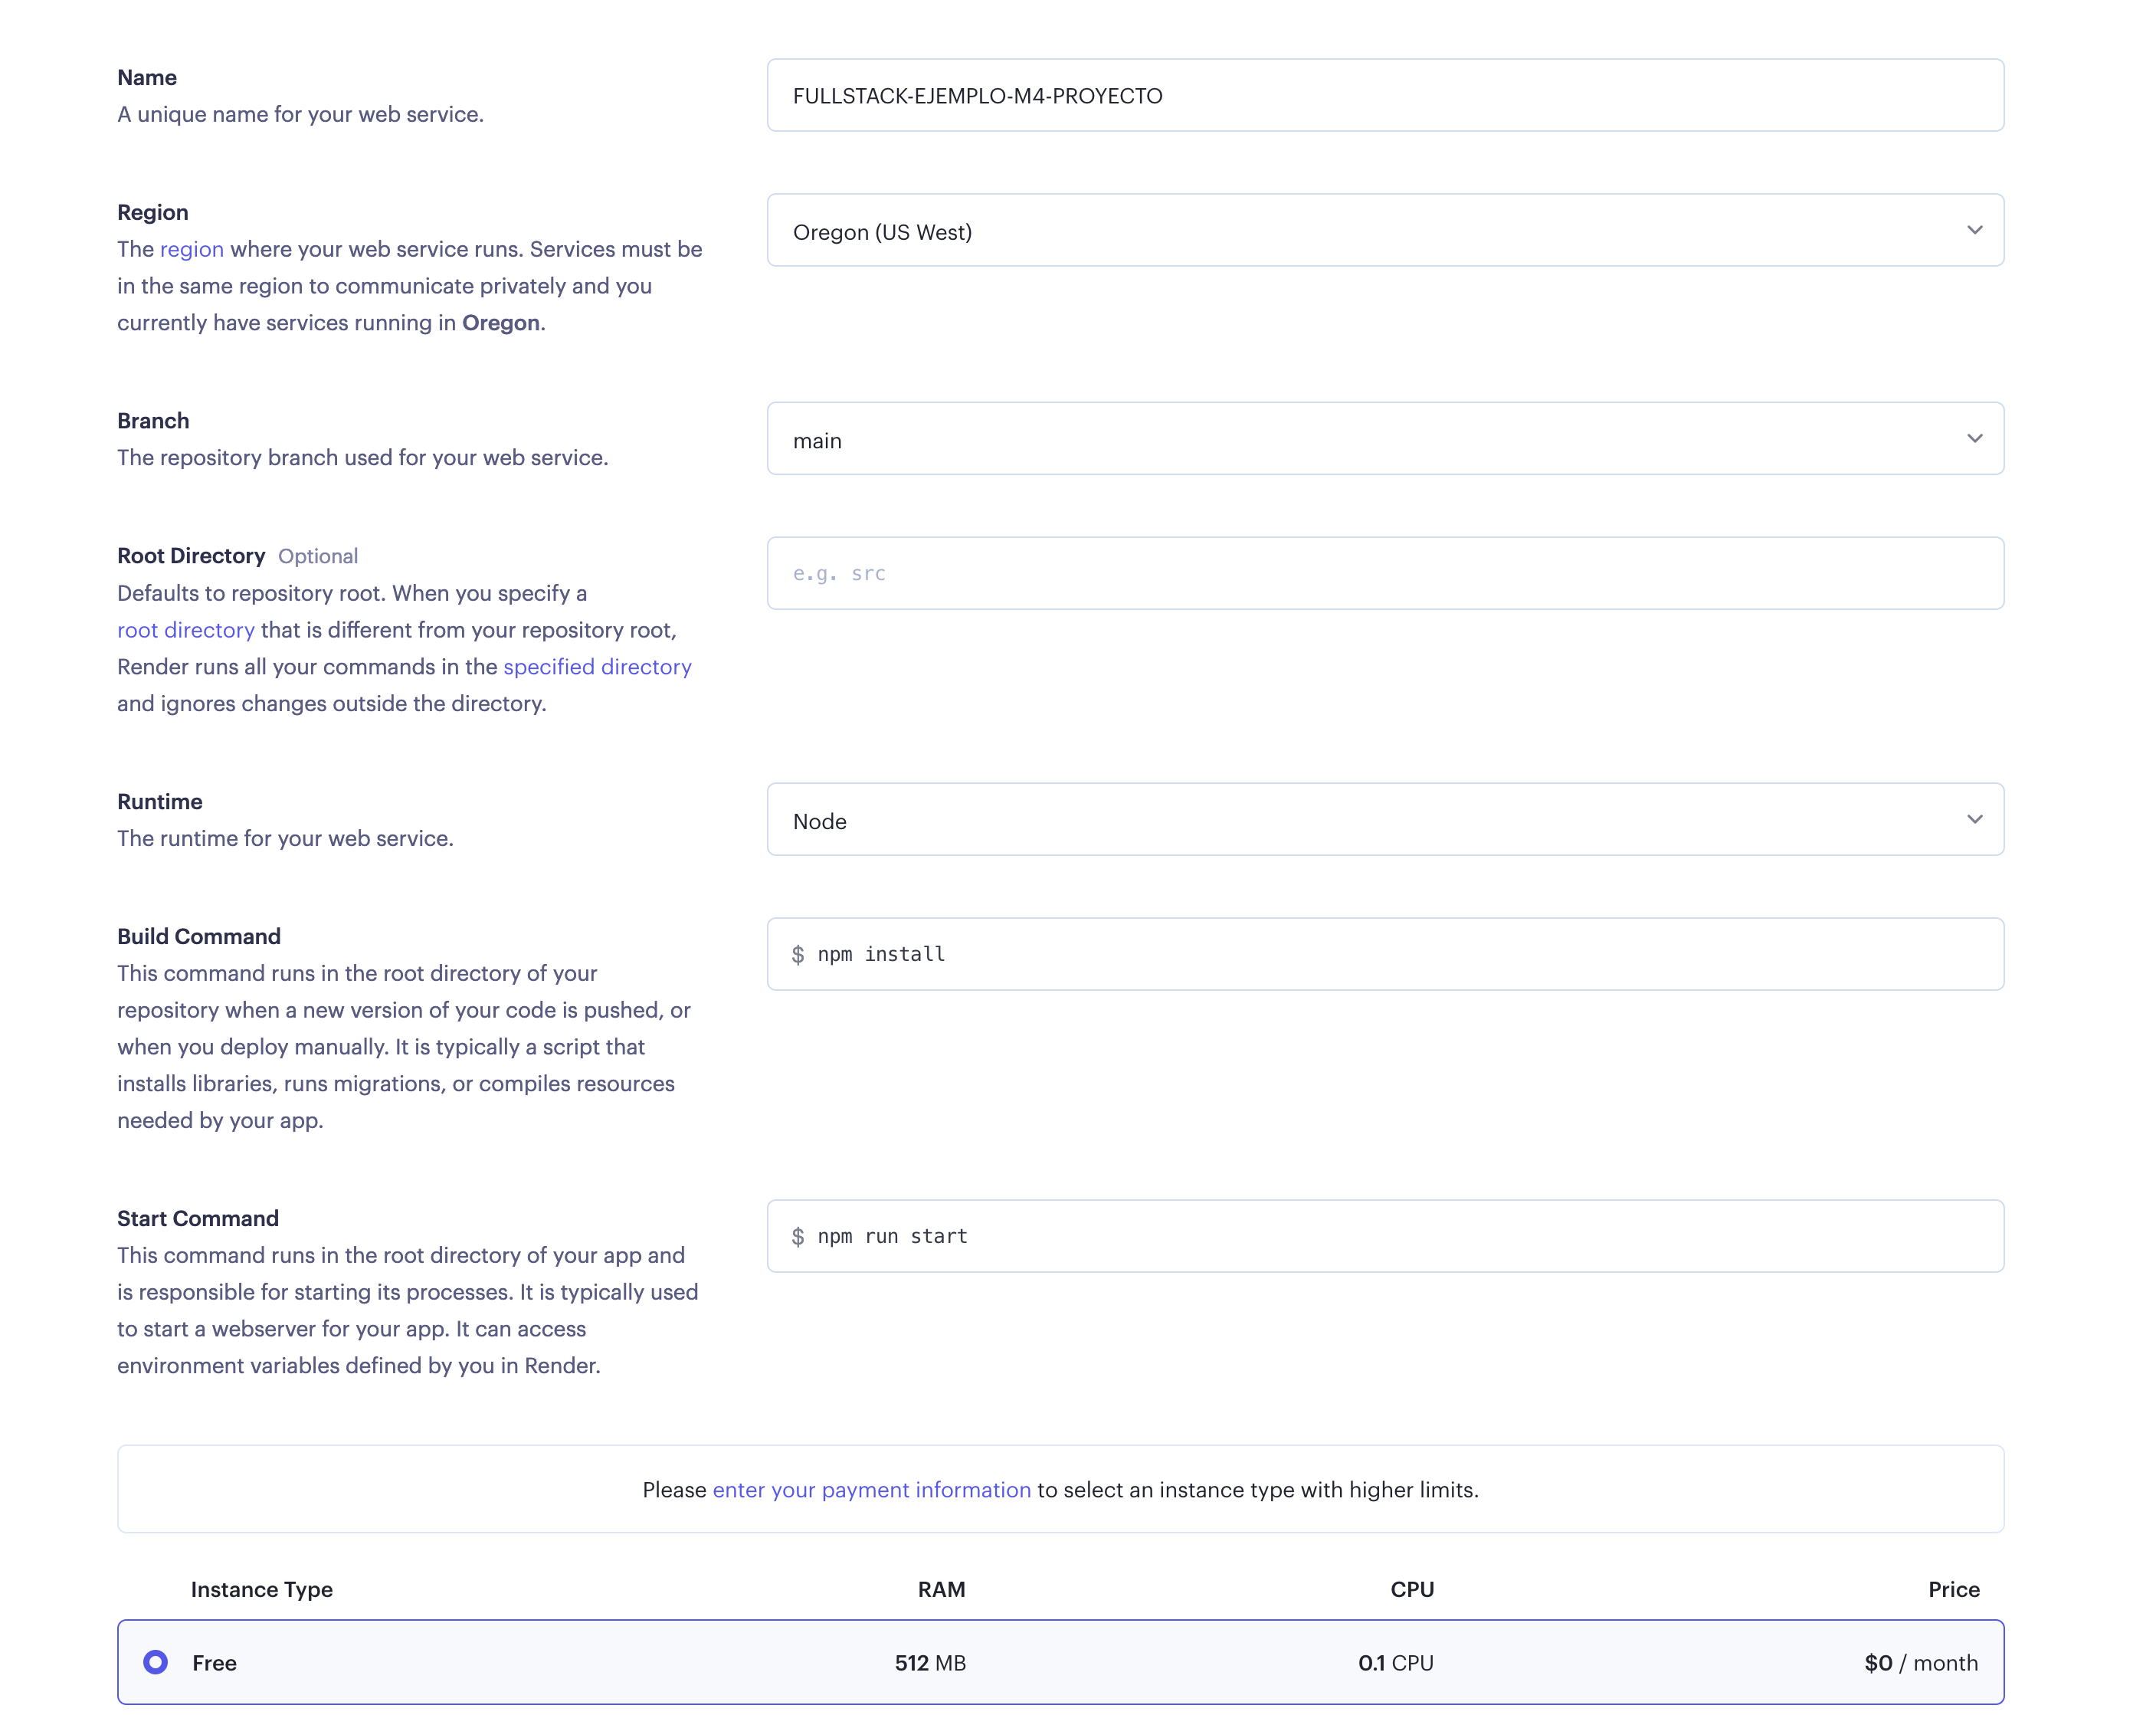 Name
A unique name for your web service.
FULLSTACK-EJEMPLO-M4-PROYECTO
Region
The region where your web service runs. Services must be
in the same region to communicate privately and you
currently have services running in Oregon.
Oregon (US West)
Branch
The repository branch used for your web service.
main
Root Directory Optional
Defaults to repository root. When you specify a
root directory that is different from your repository root,
Render runs all your commands in the specified directory
and ignores changes outside the directory.
e.g. src
Runtime
The runtime for your web service.
Node
Build Command
This command runs in the root directory of your
repository when a new version of your code is pushed, or
when you deploy manually. It is typically a script that
installs libraries, runs migrations, or compiles resources
needed by your app.
$ npm install
Start Command
This command runs in the root directory of your app and
is responsible for starting its processes. It is typically used
to start a webserver for your app. It can access
environment variables defined by you in Render.
$ npm run start
Please enter your payment information to select an instance type with higher limits.
Instance Type RAM CPU Price
Free 512 MB 0.1 CPU $0 / month